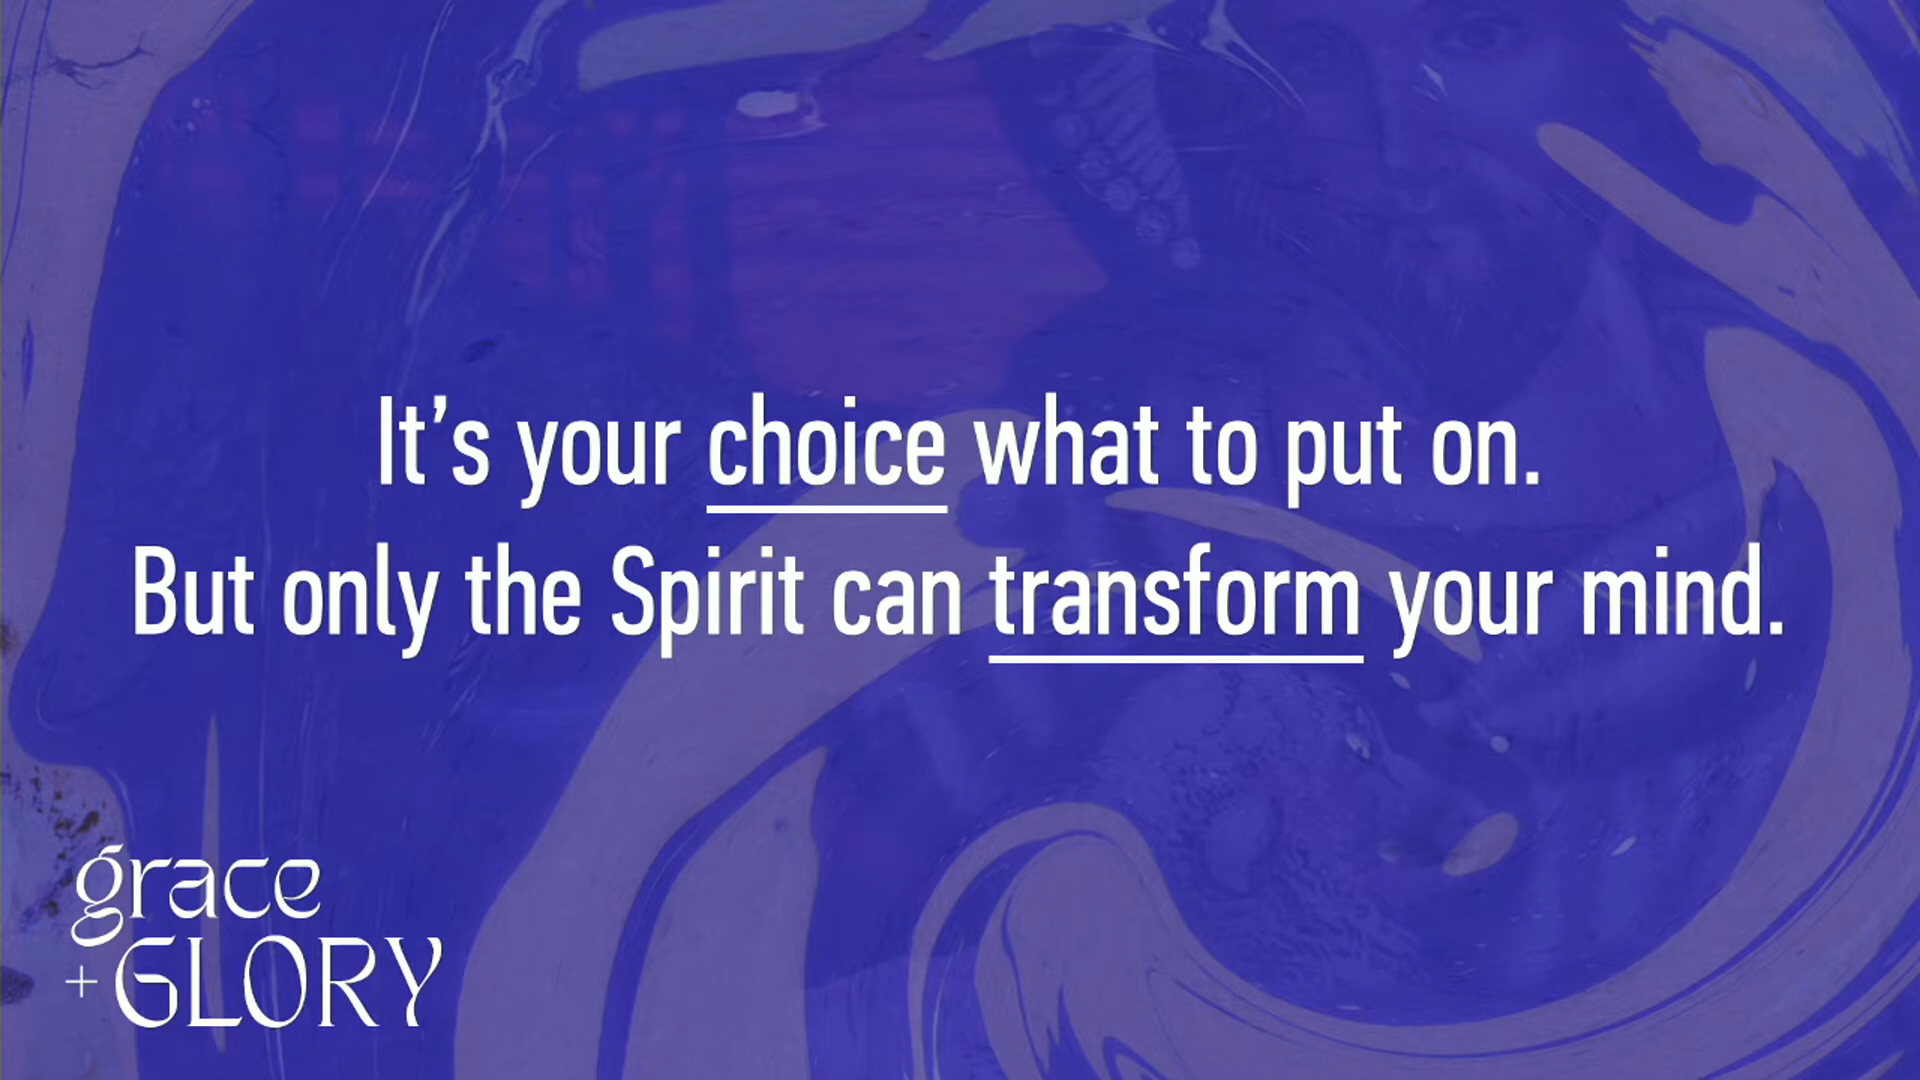 It’s your choice what to put on.
But only the Spirit can transform your mind.
grace
+ GLORY